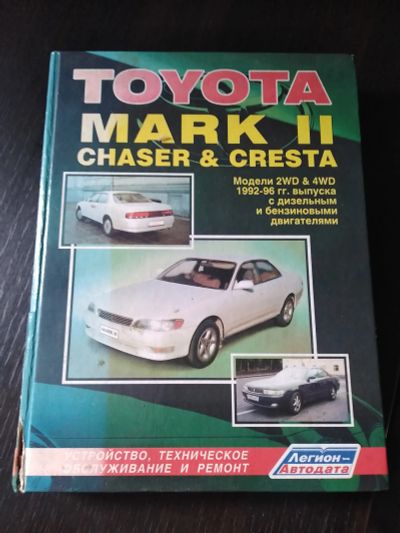 TOYOTA
MARK II
CHASER & CRESTA
Модели 2WD & 4WD
1992-96 гг. выпуска
с дизельным
и бензиновыми
двигателями
УСТРОЙСТВО, ТЕХНИЧЕСКОЕ
ОБСЛУЖИВАНИЕ И РЕМОНТ
Легион-
Автодата